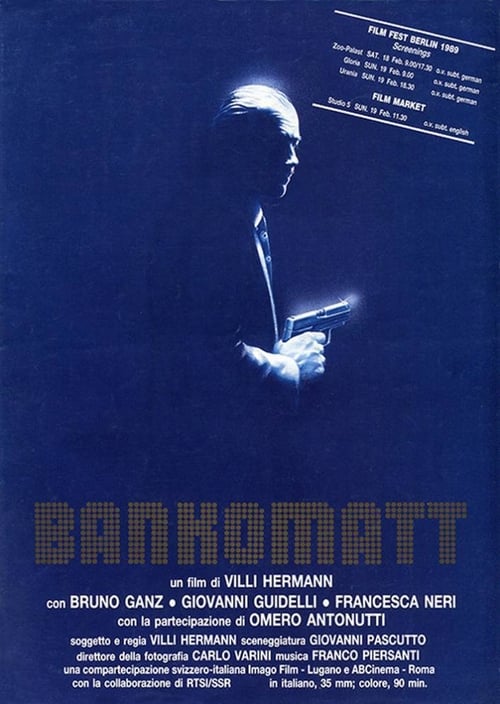 FILM FEST BERLIN 1989
Screenings
Zoo-Palast SAT. 18 Feb. 9.00/17.30 o.v. subt. german
Gloria SUN. 19 Feb. 9.00 o.v. subt. german
Urania SUN. 19 Feb. 18.30 o.v. subt. german
FILM MARKET
Studio 5 SUN. 19 Feb. 11.30 o.v. subt. english
BANKOMATT
un film di VILLI HERMANN
con BRUNO GANZ • GIOVANNI GUIDELLI • FRANCESCA NERI
con la partecipazione di OMERO ANTONUTTI
soggetto e regia VILLI HERMANN sceneggiatura GIOVANNI PASCUTTO
direttore della fotografia CARLO VARINI musica FRANCO PIERSANTI
una compartecipazione svizzero-italiana Imago Film - Lugano e ABCinema - Roma
con la collaborazione di RTSI/SSR in italiano, 35 mm; colore, 90 min.